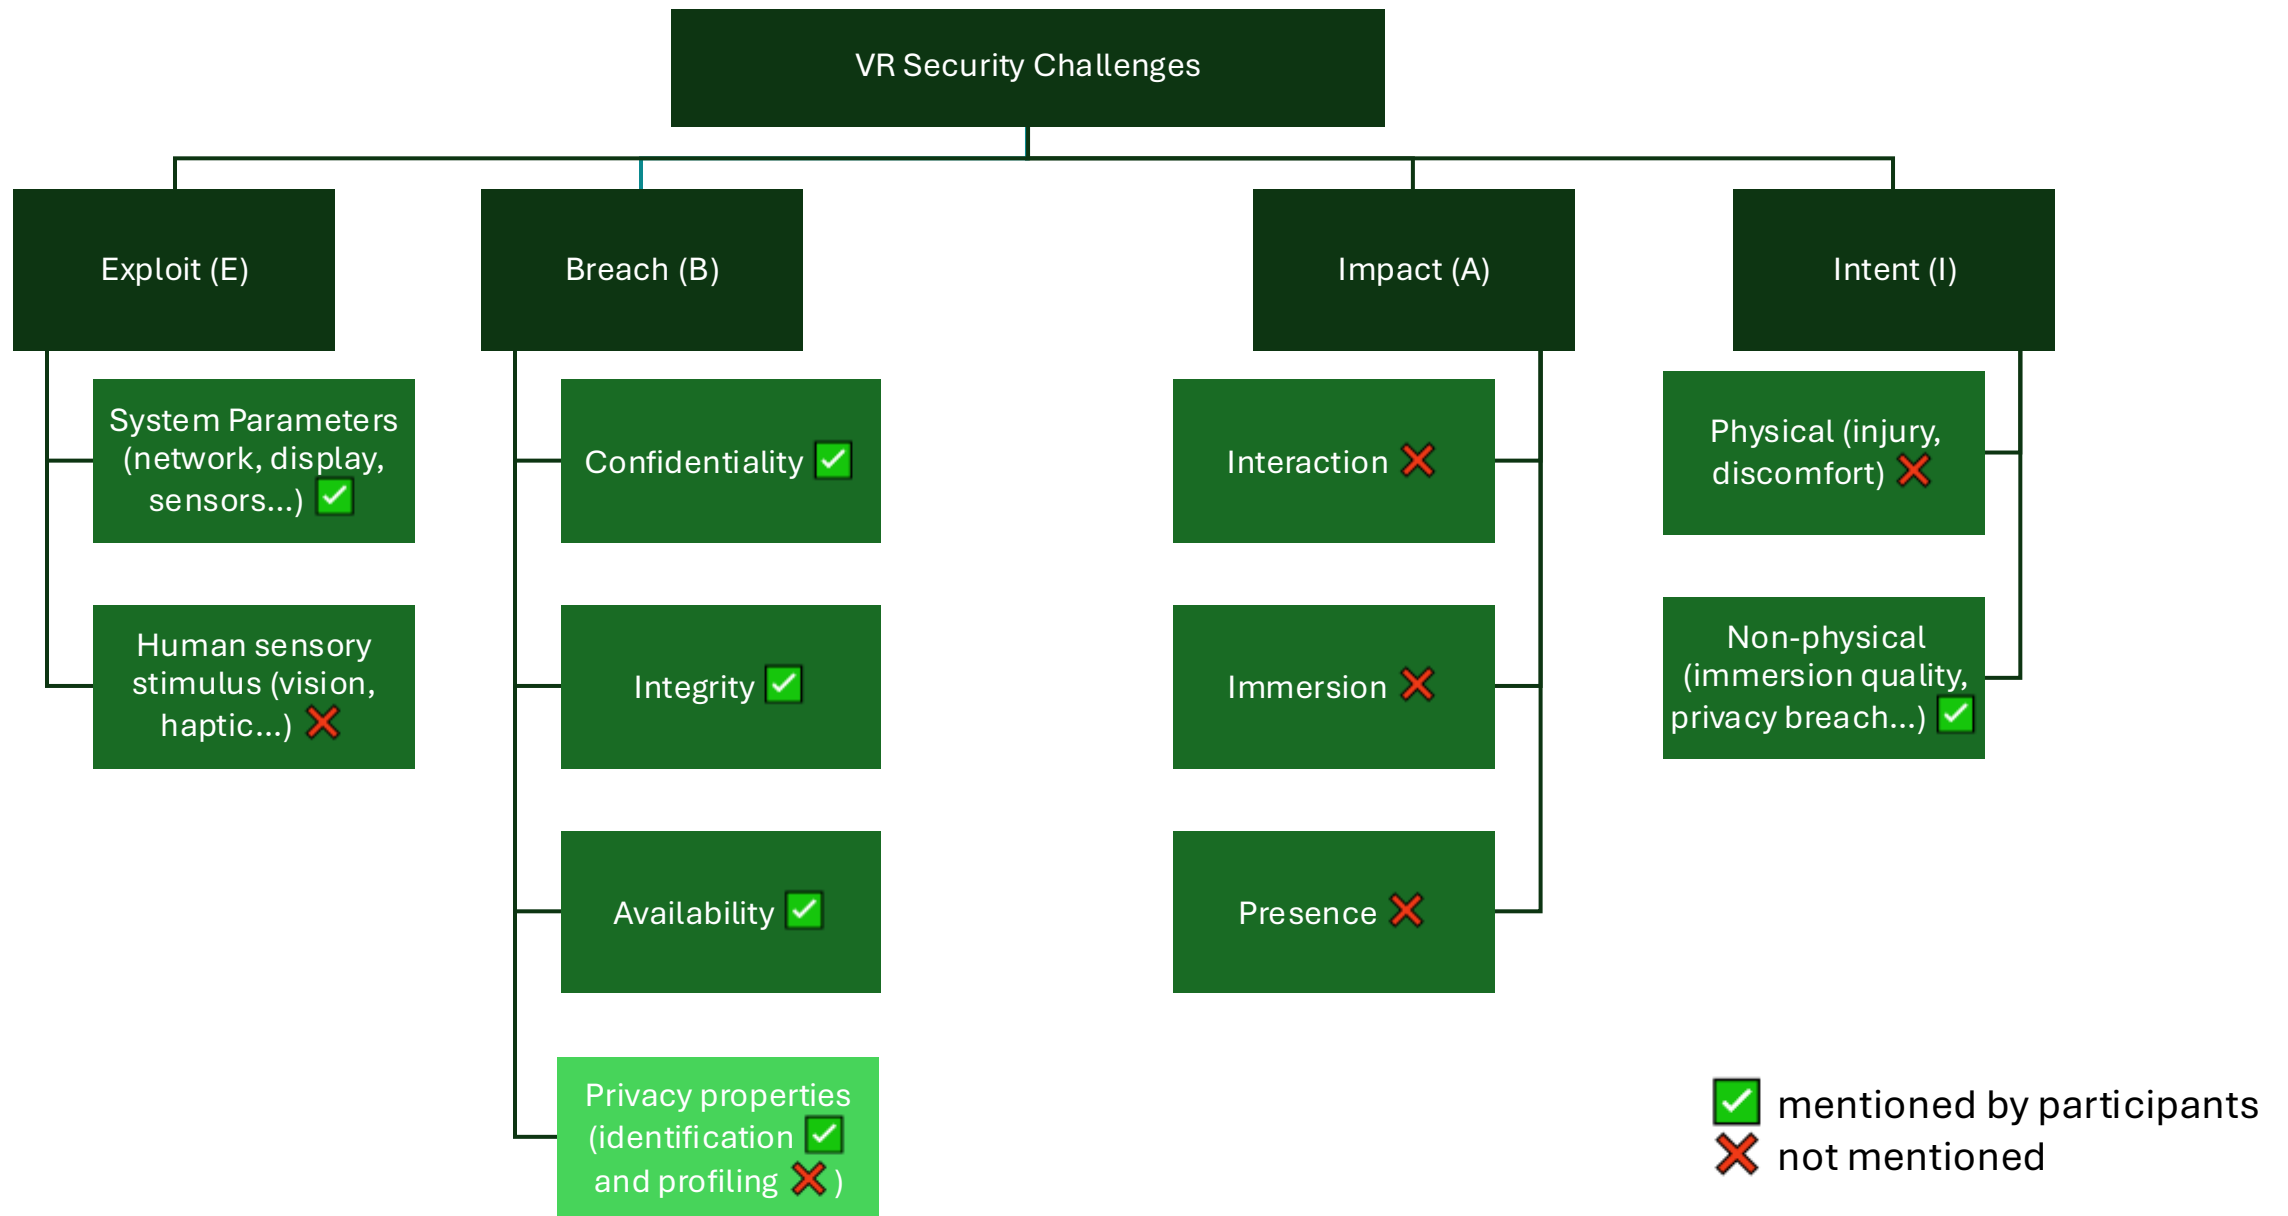 VR Security Challenges
Exploit (E)
Breach (B)
Impact (A)
Intent (I)
System Parameters
(network, display,
sensors...) ✅
Human sensory
stimulus (vision,
haptic...) ❌
Confidentiality ✅
Integrity ✅
Availability ✅
Privacy properties
(identification ✅
and profiling ❌ )
Interaction ❌
Immersion ❌
Presence ❌
Physical (injury,
discomfort) ❌
Non-physical
(immersion quality,
privacy breach...) ✅
✅ mentioned by participants
❌ not mentioned